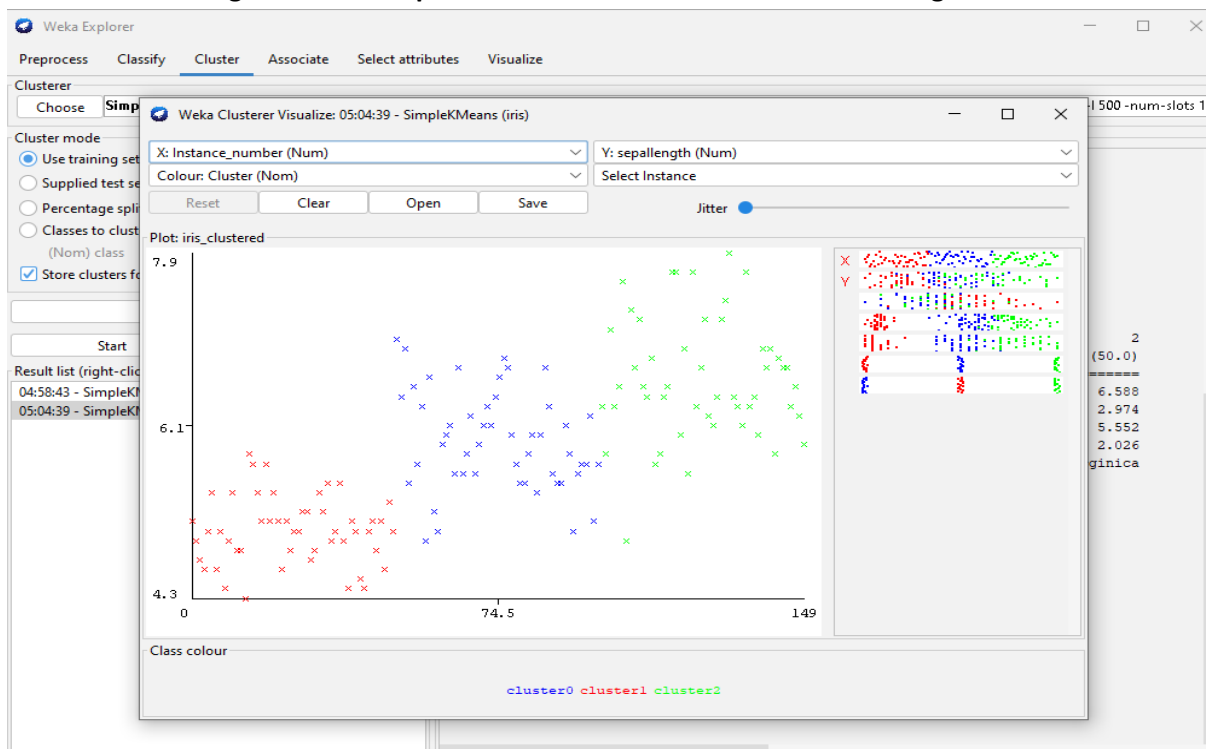 Weka Explorer
Preprocess Classify Cluster Associate Select attributes Visualize
Clusterer
Choose Simp
-I 500 -num-slots 1
Weka Clusterer Visualize: 05:04:39 - SimpleKMeans (iris)
Cluster mode
Use training set
Supplied test se
Percentage spli
Classes to clust
(Nom) class
Store clusters fo
Start
Result list (right-clic
04:58:43 - SimpleK
05:04:39 - SimpleK
X: Instance_number (Num) Y: sepallength (Num)
Colour: Cluster (Nom) Select Instance
Reset Clear Open Save Jitter
Plot: iris_clustered
7.9
6.1
4.3
0 74.5 149
X
Y
2
(50.0)
======
6.588
2.974
5.552
2.026
ginica
Class colour
cluster0 cluster1 cluster2